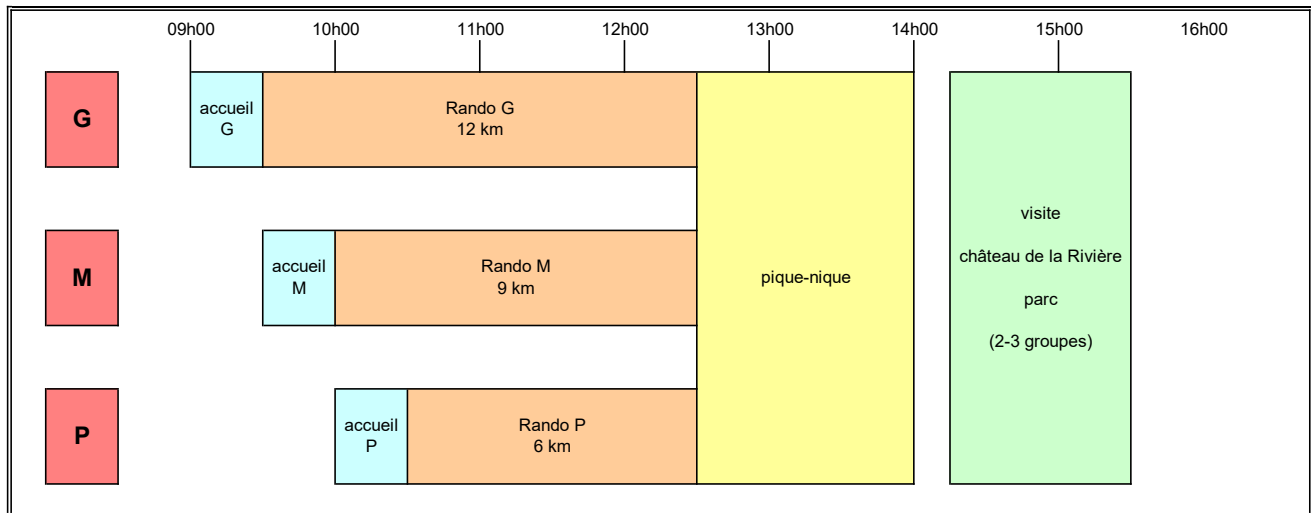 09h00 10h00 11h00 12h00 13h00 14h00 15h00 16h00
G
accueil
G
Rando G
12 km
M
accueil
M
Rando M
9 km
P
accueil
P
Rando P
6 km
pique-nique
visite
château de la Rivière
parc
(2-3 groupes)